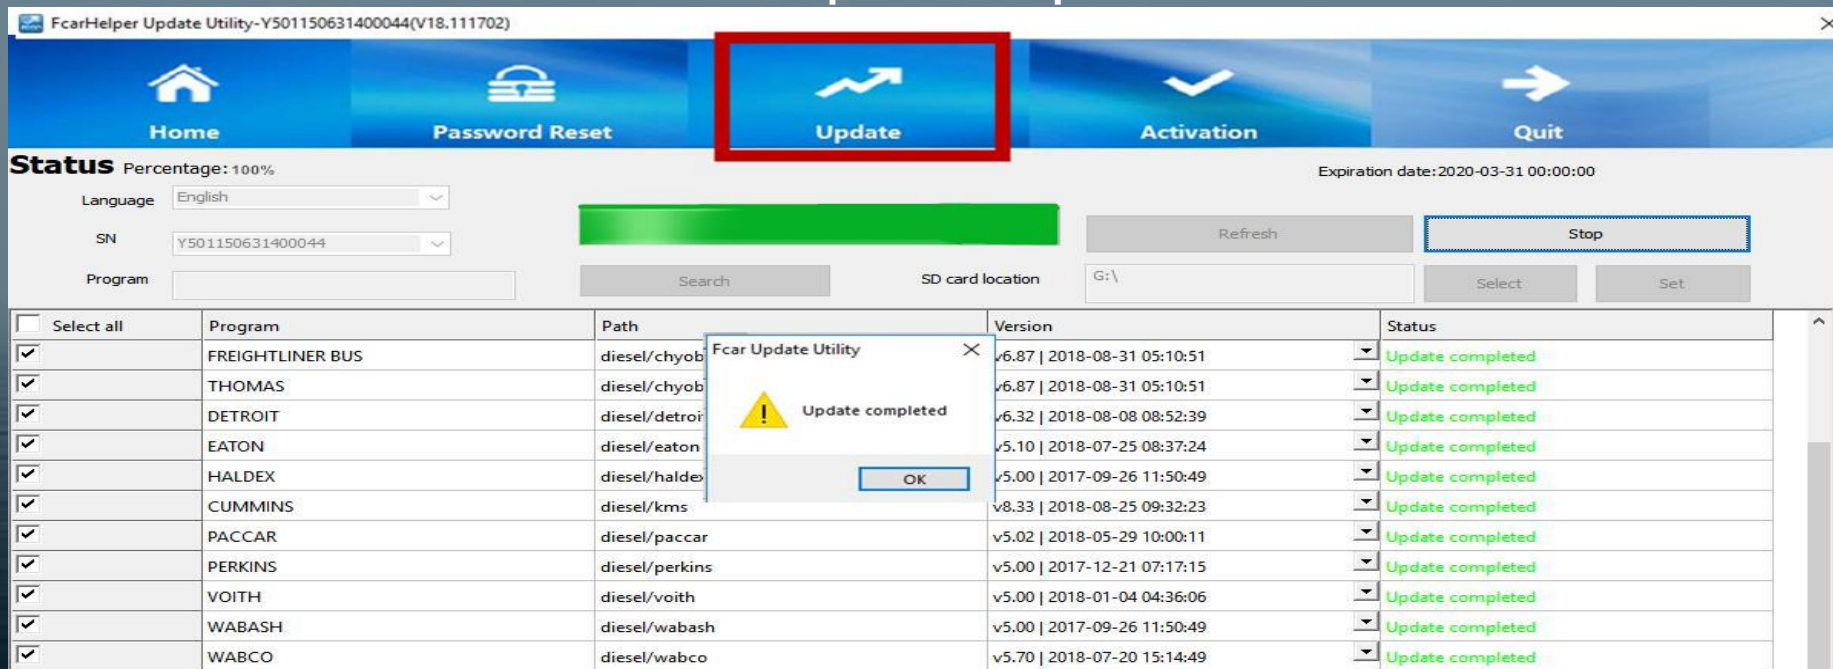 FcarHelper Update Utility-Y501150631400044(V18.111702)
Home Password Reset Update Activation Quit
Status Percentage: 100% Expiration date:2020-03-31 00:00:00
Language English
SN Y501150631400044 Refresh Stop
Program Search SD card location G:\ Select Set
Select all Program Path Version Status
FREIGHTLINER BUS diesel/chyob v6.87 | 2018-08-31 05:10:51 Update completed
THOMAS diesel/chyob v6.87 | 2018-08-31 05:10:51 Update completed
DETROIT diesel/detroi v6.32 | 2018-08-08 08:52:39 Update completed
EATON diesel/eaton v5.10 | 2018-07-25 08:37:24 Update completed
HALDEX diesel/haldex v5.00 | 2017-09-26 11:50:49 Update completed
CUMMINS diesel/kms v8.33 | 2018-08-25 09:32:23 Update completed
PACCAR diesel/paccar v5.02 | 2018-05-29 10:00:11 Update completed
PERKINS diesel/perkins v5.00 | 2017-12-21 07:17:15 Update completed
VOITH diesel/voith v5.00 | 2018-01-04 04:36:06 Update completed
WABASH diesel/wabash v5.00 | 2017-09-26 11:50:49 Update completed
WABCO diesel/wabco v5.70 | 2018-07-20 15:14:49 Update completed
Fcar Update Utility
Update completed
OK